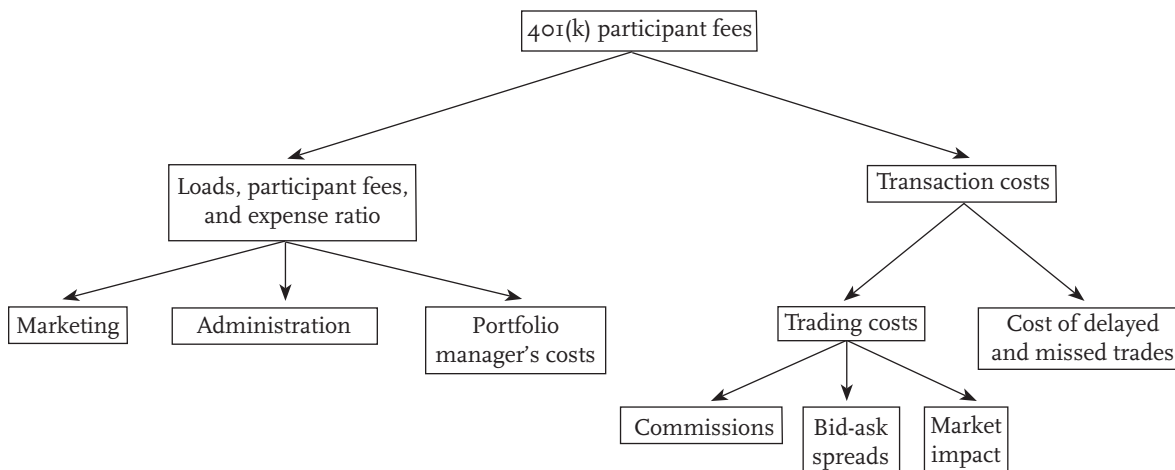 401(k) participant fees
Loads, participant fees,
and expense ratio
Transaction costs
Marketing
Administration
Portfolio
manager's costs
Trading costs
Cost of delayed
and missed trades
Commissions
Bid-ask
spreads
Market
impact